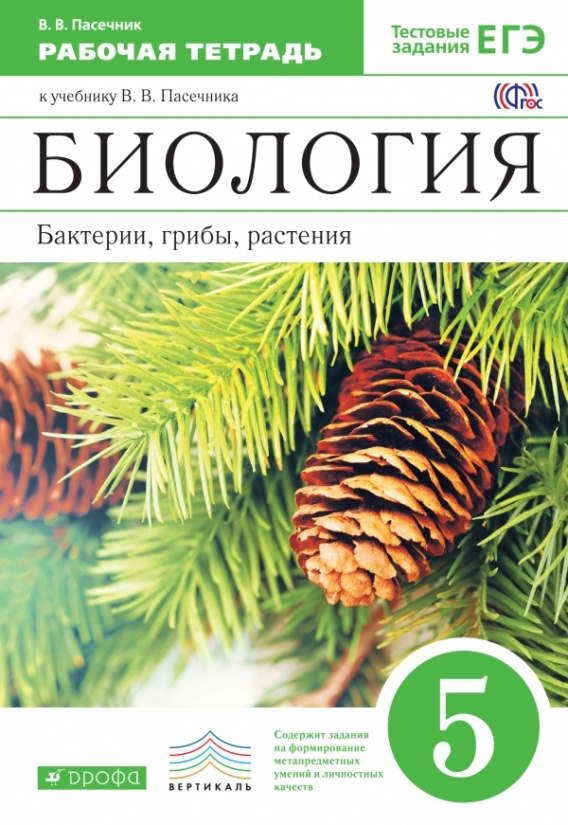 В. В. Пасечник
РАБОЧАЯ ТЕТРАДЬ
Тестовые
задания ЕГЭ
к учебнику В. В. Пасечника
ФГОС
БИОЛОГИЯ
Бактерии, грибы, растения
5
Содержит задания
на формирование
метапредметных
умений и личностных
качеств
ДРОФА
ВЕРТИКАЛЬ